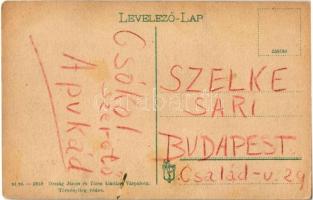 LEVELEZŐ-LAP
Csókol
szerető
Apukád
SZELKE
SÁRI
BUDAPEST
Család-u. 29